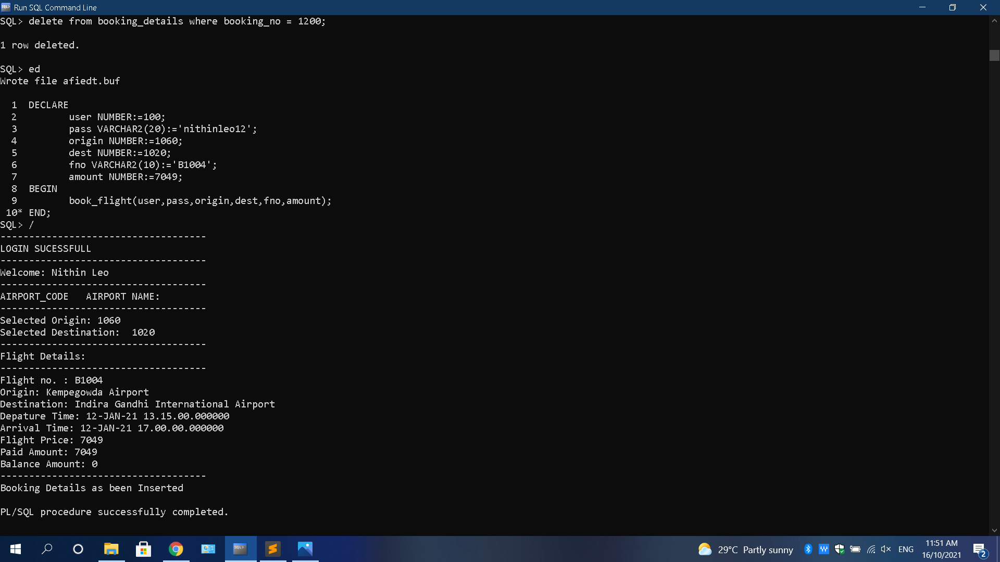 Run SQL Command Line
SQL> delete from booking_details where booking_no = 1200;
1 row deleted.
SQL> ed
Wrote file afiedt.buf
1 DECLARE
2 user NUMBER:=100;
3 pass VARCHAR2(20):='nithinleo12';
4 origin NUMBER:=1060;
5 dest NUMBER:=1020;
6 fno VARCHAR2(10):='B1004';
7 amount NUMBER:=7049;
8 BEGIN
9 book_flight(user,pass,origin,dest,fno,amount);
10* END;
SQL> /
------------------------------------
LOGIN SUCESSFULL
------------------------------------
Welcome: Nithin Leo
------------------------------------
AIRPORT_CODE AIRPORT NAME:
------------------------------------
Selected Origin: 1060
Selected Destination: 1020
------------------------------------
Flight Details:
------------------------------------
Flight no. : B1004
Origin: Kempegowda Airport
Destination: Indira Gandhi International Airport
Depature Time: 12-JAN-21 13.15.00.000000
Arrival Time: 12-JAN-21 17.00.00.000000
Flight Price: 7049
Paid Amount: 7049
Balance Amount: 0
------------------------------------
Booking Details as been Inserted
PL/SQL procedure successfully completed.
29°C Partly sunny
ENG
11:51 AM
16/10/2021
2